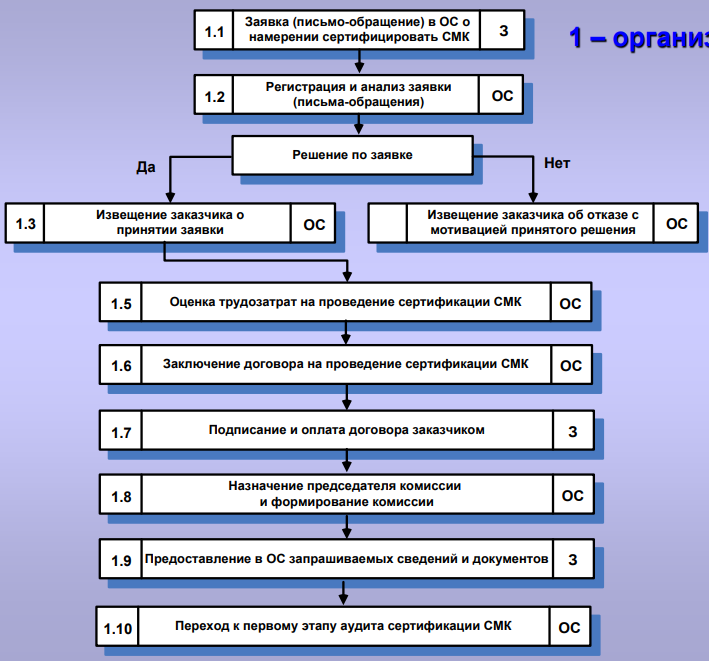 1.1 Заявка (письмо-обращение) в ОС о
намерении сертифицировать СМК З
1 – органи
1.2 Регистрация и анализ заявки
(письма-обращения) ОС
Решение по заявке
Да
Нет
1.3 Извещение заказчика о
принятии заявки ОС
Извещение заказчика об отказе с
мотивацией принятого решения ОС
1.5 Оценка трудозатрат на проведение сертификации СМК ОС
1.6 Заключение договора на проведение сертификации СМК ОС
1.7 Подписание и оплата договора заказчиком З
1.8 Назначение председателя комиссии
и формирование комиссии ОС
1.9 Предоставление в ОС запрашиваемых сведений и документов З
1.10 Переход к первому этапу аудита сертификации СМК ОС